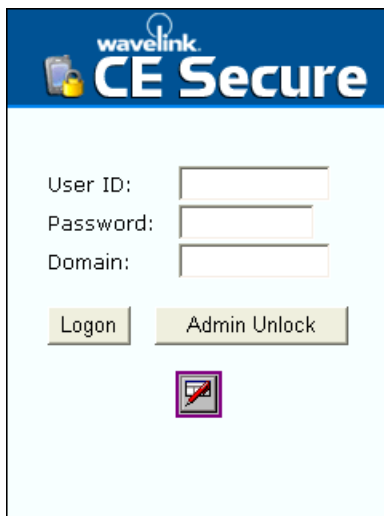 wavelink.
CE Secure
User ID:
Password:
Domain:
Logon Admin Unlock